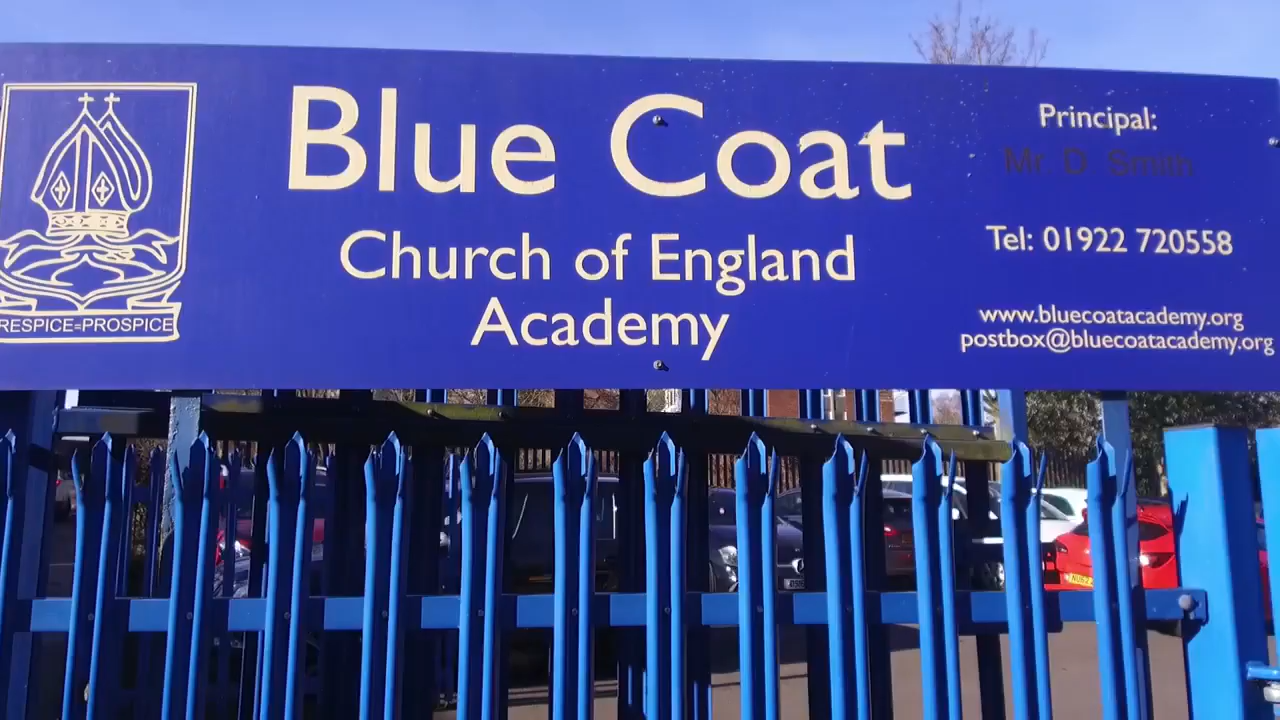 Blue Coat
Church of England
Academy
RESPICE=PROSPICE
Principal:
Mr. D. Smith
Tel: 01922 720558
www.bluecoatacademy.org
postbox@bluecoatacademy.org